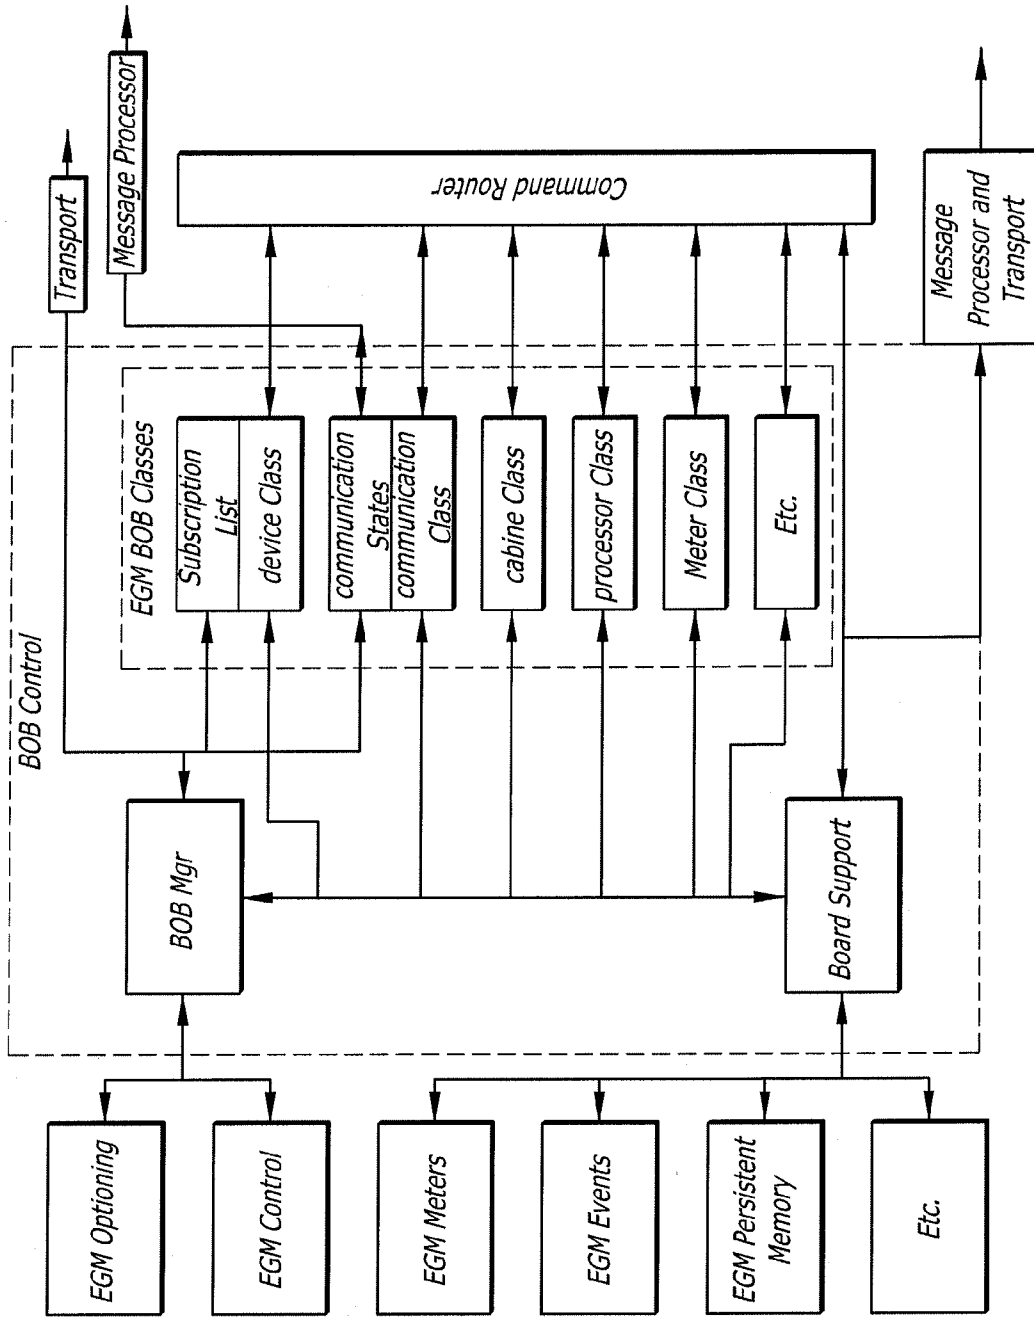 Transport
Message Processor
Command Router
Message
Processor and
Transport
BOB Control
EGM BOB Classes
Subscription
List
device Class
communication
States
communication
Class
cabine Class
processor Class
Meter Class
Etc.
BOB Mgr
Board Support
EGM Optioning
EGM Control
EGM Meters
EGM Events
EGM Persistent
Memory
Etc.